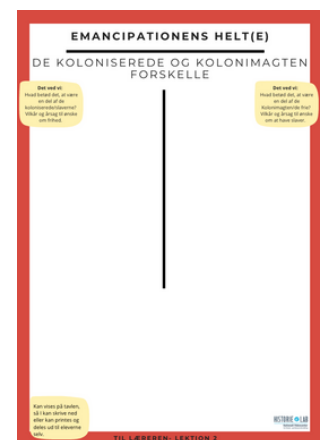 EMANCIPATIONENS HELT(E)
DE KOLONISEREDE OG KOLONIMAGTEN
FORSKELLE
Det ved vi:
Hvad betød det, at være
en del af de
koloniserede/slaverne?
Vilkår og årsag til ønske
om frihed.
Det ved vi:
Hvad betød det, at være
en del af de
Kolonimagten/de frie?
Vilkår og årsag til ønske
om at have slaver.
Kan vises på tavlen,
så I kan skrive ned
eller kan printes og
deles ud til eleverne
selv.
HISTORIE LAB
TIL LÆREREN- LEKTION 2